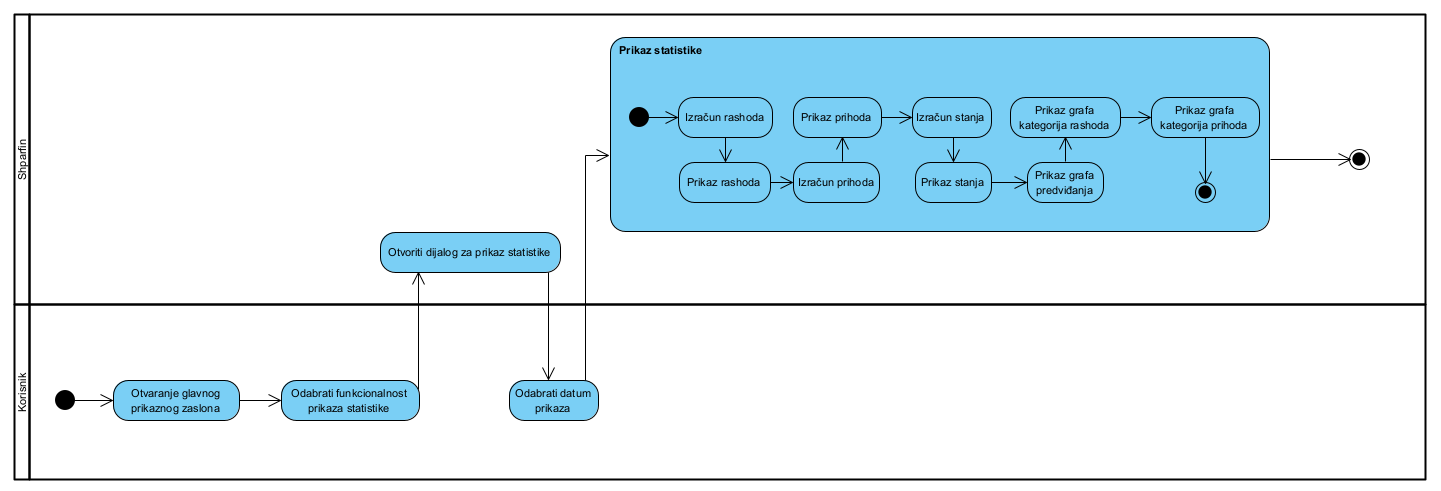 Shparfin
Prikaz statistike
Izračun rashoda
Prikaz prihoda
Izračun stanja
Prikaz grafa
kategorija rashoda
Prikaz grafa
kategorija prihoda
Prikaz rashoda
Izračun prihoda
Prikaz stanja
Prikaz grafa
predviđanja
Otvoriti dijalog za prikaz statistike
Korisnik
Otvaranje glavnog
prikaznog zaslona
Odabrati funkcionalnost
prikaza statistike
Odabrati datum
prikaza